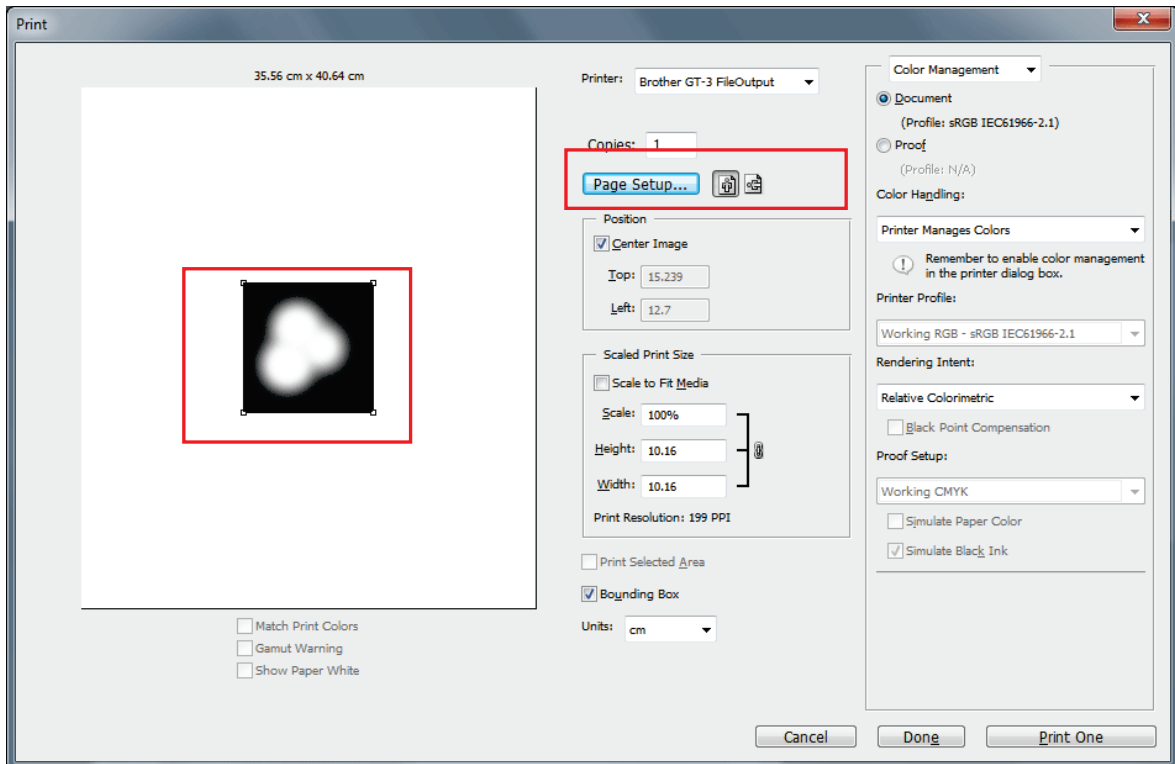 Print
35.56 cm x 40.64 cm
Match Print Colors
Gamut Warning
Show Paper White
Printer: Brother GT-3 FileOutput
Copies: 1
Page Setup...
Position
Center Image
Top: 15.239
Left: 12.7
Scaled Print Size
Scale to Fit Media
Scale: 100%
Height: 10.16
Width: 10.16
Print Resolution: 199 PPI
Print Selected Area
Bounding Box
Units: cm
Color Management
Document
(Profile: sRGB IEC61966-2.1)
Proof
(Profile: N/A)
Color Handling:
Printer Manages Colors
Remember to enable color management
in the printer dialog box.
Printer Profile:
Working RGB - sRGB IEC61966-2.1
Rendering Intent:
Relative Colorimetric
Black Point Compensation
Proof Setup:
Working CMYK
Simulate Paper Color
Simulate Black Ink
Cancel
Done
Print One